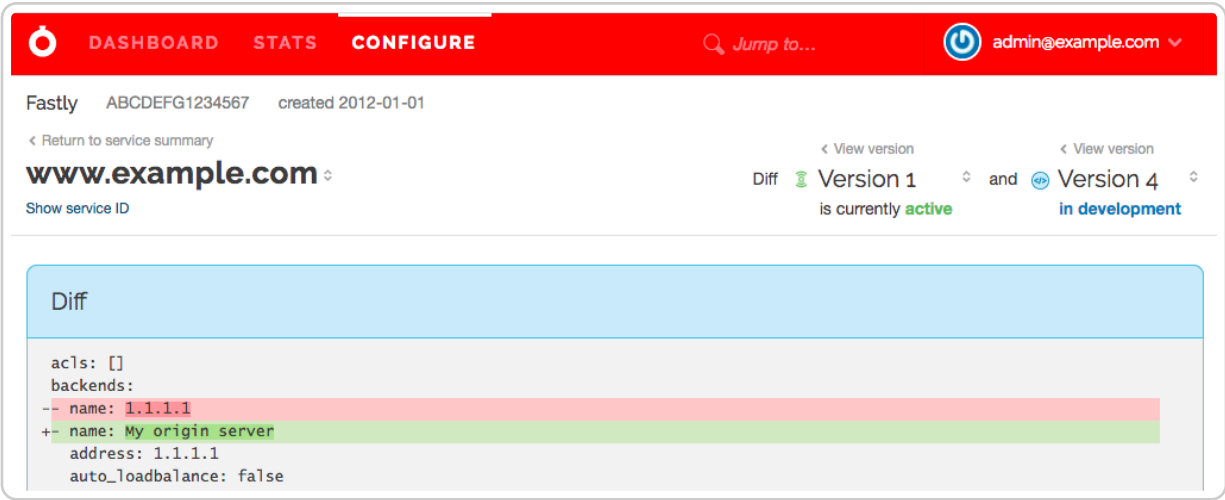 DASHBOARD STATS CONFIGURE Jump to... admin@example.com
Fastly ABCDEFG1234567 created 2012-01-01
< Return to service summary
www.example.com
Show service ID
< View version
Diff Version 1
is currently active
< View version
and Version 4
in development
Diff
acls: []
backends:
-- name: 1.1.1.1
+- name: My origin server
address: 1.1.1.1
auto_loadbalance: false